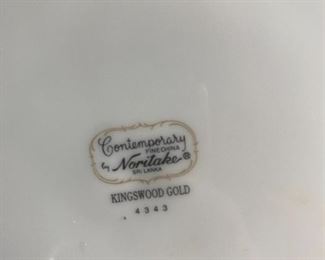 Contemporary
FINE CHINA
by Noritake®
SRI LANKA
KINGSWOOD GOLD
4343